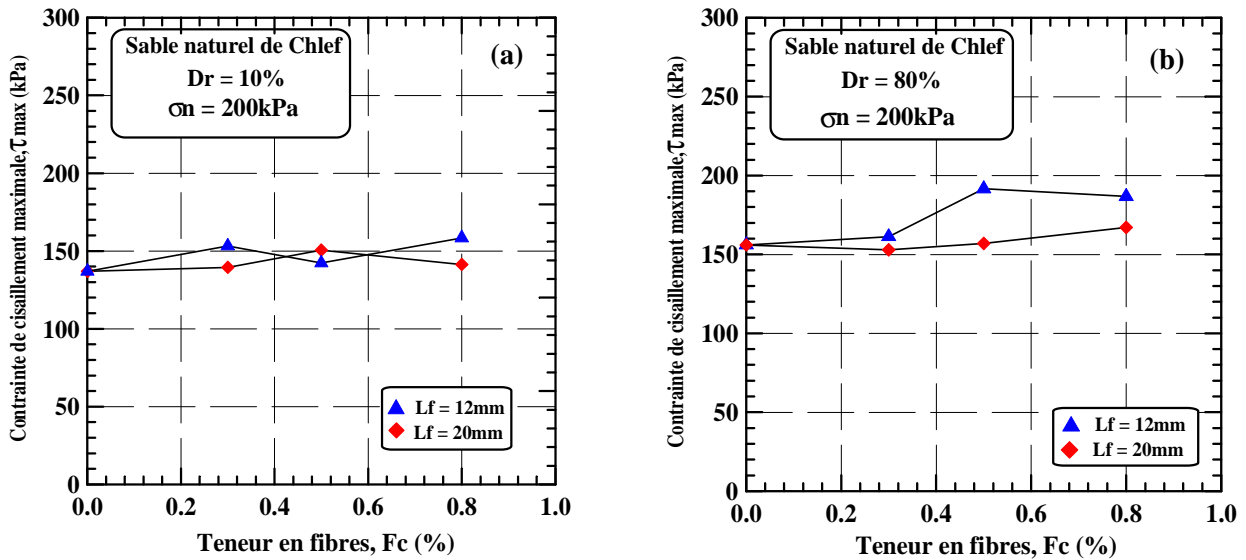 Contrainte de cisaillement maximale,τ max (kPa)
300
250
200
150
100
50
0
Sable naturel de Chlef
Dr = 10%
σn = 200kPa
(a)
Lf = 12mm
Lf = 20mm
0.0 0.2 0.4 0.6 0.8 1.0
Teneur en fibres, Fc (%)
Contrainte de cisaillement maximale,τ max (kPa)
300
250
200
150
100
50
0
Sable naturel de Chlef
Dr = 80%
σn = 200kPa
(b)
Lf = 12mm
Lf = 20mm
0.0 0.2 0.4 0.6 0.8 1.0
Teneur en fibres, Fc (%)